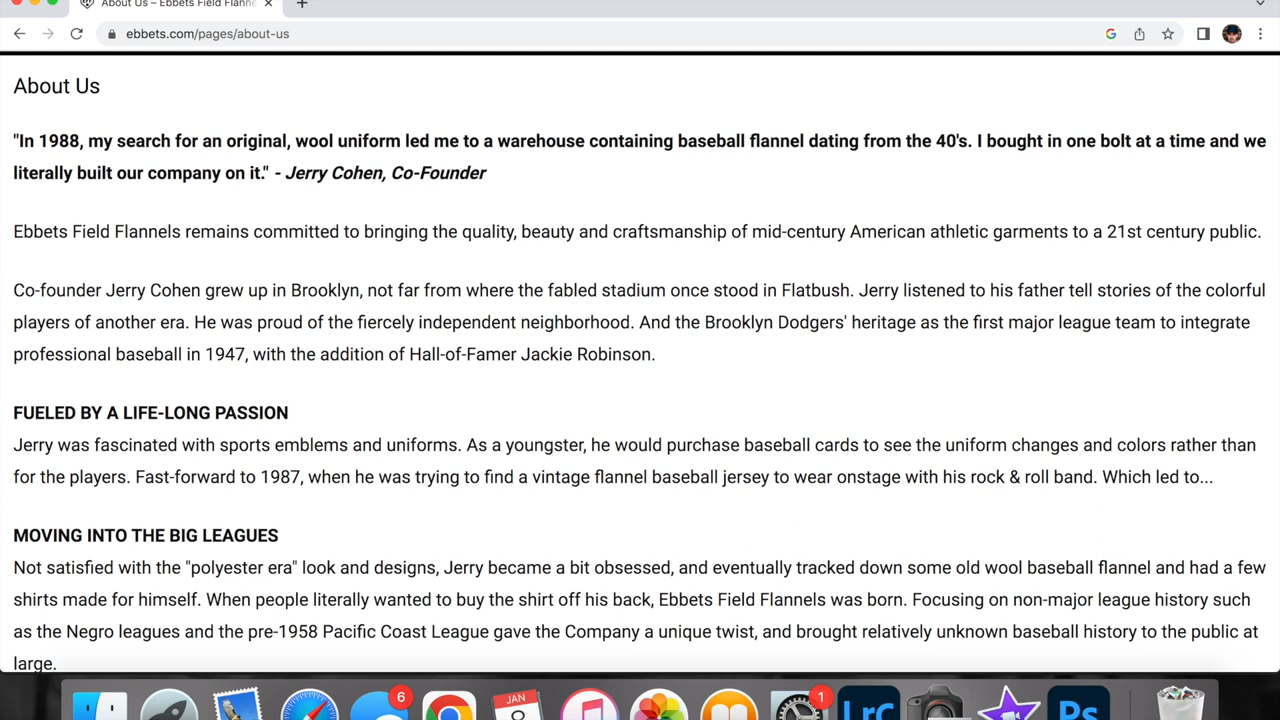 About Us – Ebbets Field Flanne
ebbets.com/pages/about-us
About Us
"In 1988, my search for an original, wool uniform led me to a warehouse containing baseball flannel dating from the 40's. I bought in one bolt at a time and we
literally built our company on it." - Jerry Cohen, Co-Founder
Ebbets Field Flannels remains committed to bringing the quality, beauty and craftsmanship of mid-century American athletic garments to a 21st century public.
Co-founder Jerry Cohen grew up in Brooklyn, not far from where the fabled stadium once stood in Flatbush. Jerry listened to his father tell stories of the colorful
players of another era. He was proud of the fiercely independent neighborhood. And the Brooklyn Dodgers' heritage as the first major league team to integrate
professional baseball in 1947, with the addition of Hall-of-Famer Jackie Robinson.
FUELED BY A LIFE-LONG PASSION
Jerry was fascinated with sports emblems and uniforms. As a youngster, he would purchase baseball cards to see the uniform changes and colors rather than
for the players. Fast-forward to 1987, when he was trying to find a vintage flannel baseball jersey to wear onstage with his rock & roll band. Which led to...
MOVING INTO THE BIG LEAGUES
Not satisfied with the "polyester era" look and designs, Jerry became a bit obsessed, and eventually tracked down some old wool baseball flannel and had a few
shirts made for himself. When people literally wanted to buy the shirt off his back, Ebbets Field Flannels was born. Focusing on non-major league history such
as the Negro leagues and the pre-1958 Pacific Coast League gave the Company a unique twist, and brought relatively unknown baseball history to the public at
large.
6
JAN
1
LrC
Ps